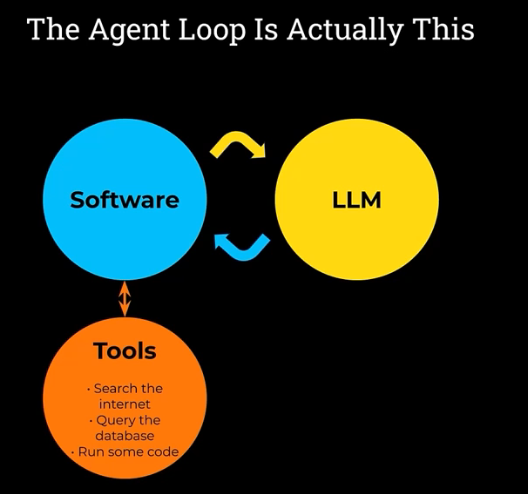 The Agent Loop Is Actually This
Software
LLM
Tools
• Search the
internet
• Query the
database
• Run some code